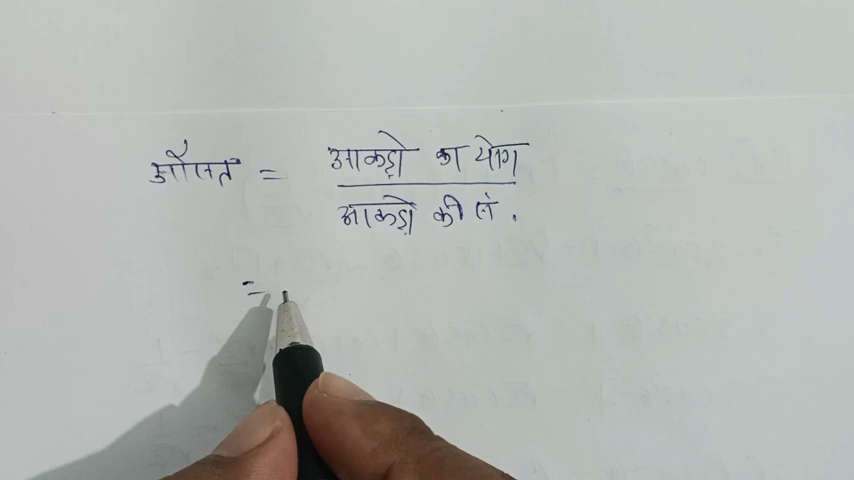 औसत = आकड़ो का योग
आकड़ो की सं.
=